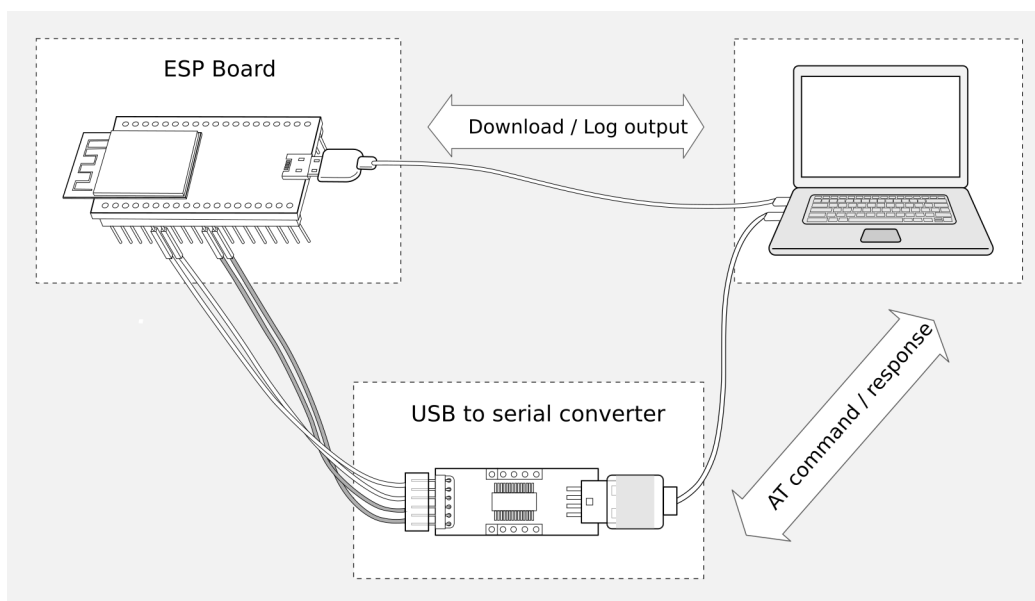 ESP Board
Download / Log output
USB to serial converter
AT command / response